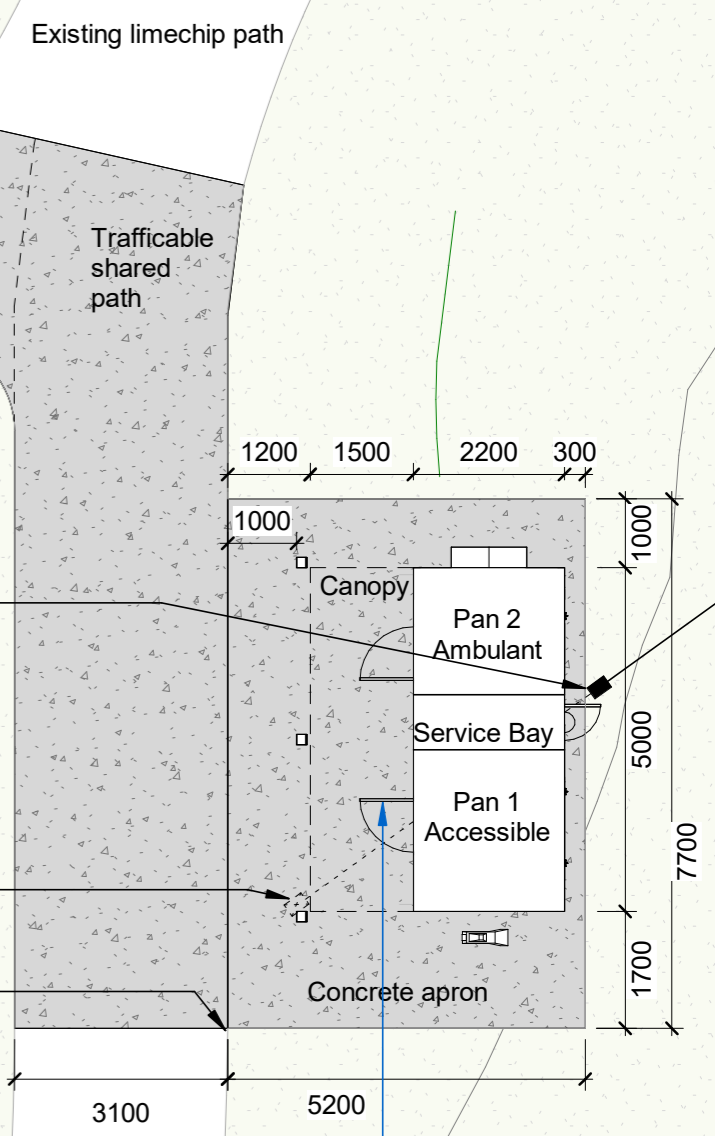 Existing limechip path
Trafficable
shared
path
1200 1500 2200 300
1000
1000
Canopy
Pan 2
Ambulant
Service Bay
5000
Pan 1
Accessible
7700
1700
Concrete apron
3100
5200